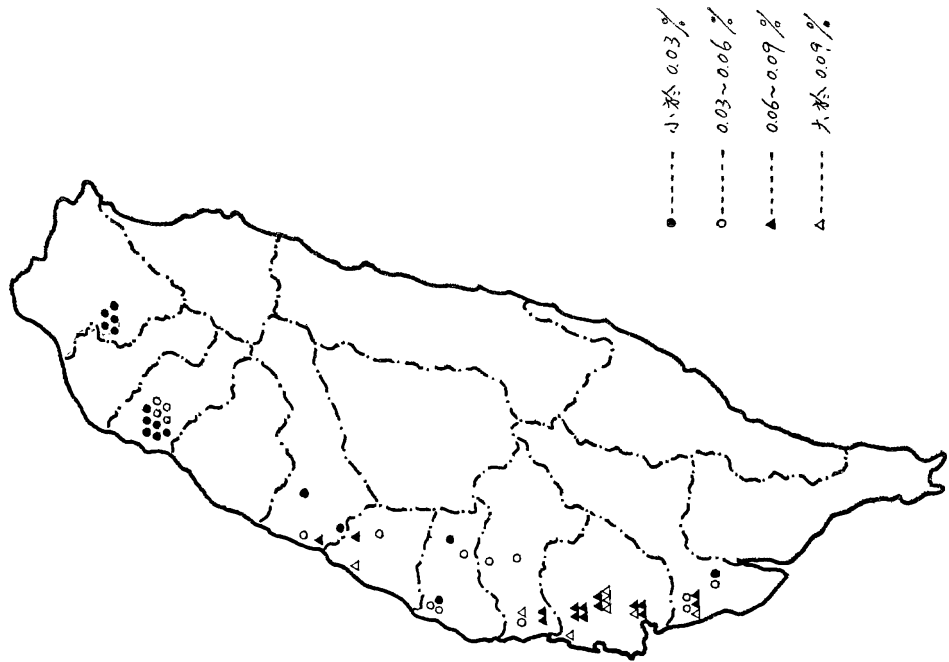 ● ------ 小於 0.03 %
○ ------ 0.03~0.06 %
▲ ------ 0.06~0.09 %
△ ------ 大於 0.09 %